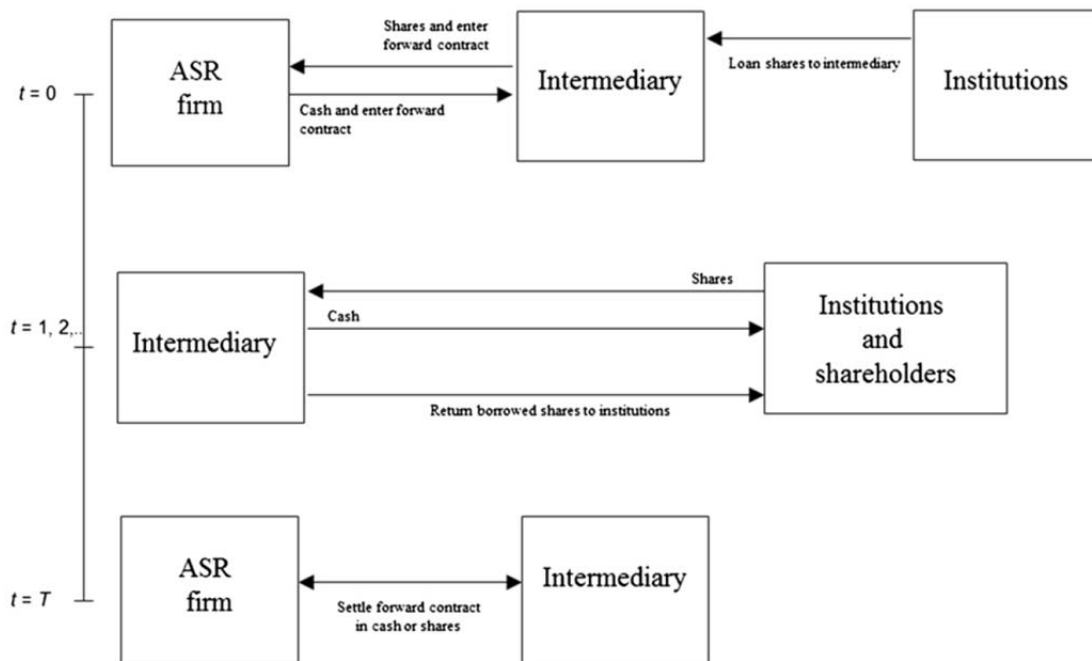 Shares and enter
forward contract
ASR
firm
Intermediary
Loan shares to intermediary
Institutions
t = 0
Cash and enter forward
contract
Shares
t = 1, 2,..
Intermediary
Cash
Institutions
and
shareholders
Return borrowed shares to institutions
ASR
firm
Intermediary
t = T
Settle forward contract
in cash or shares